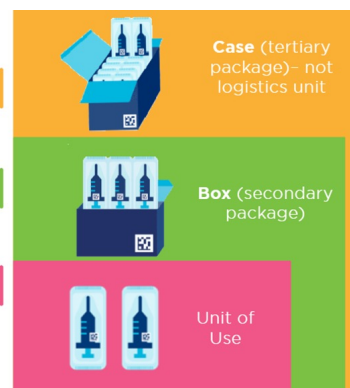 Case (tertiary
package)– not
logistics unit
Box (secondary
package)
Unit of
Use